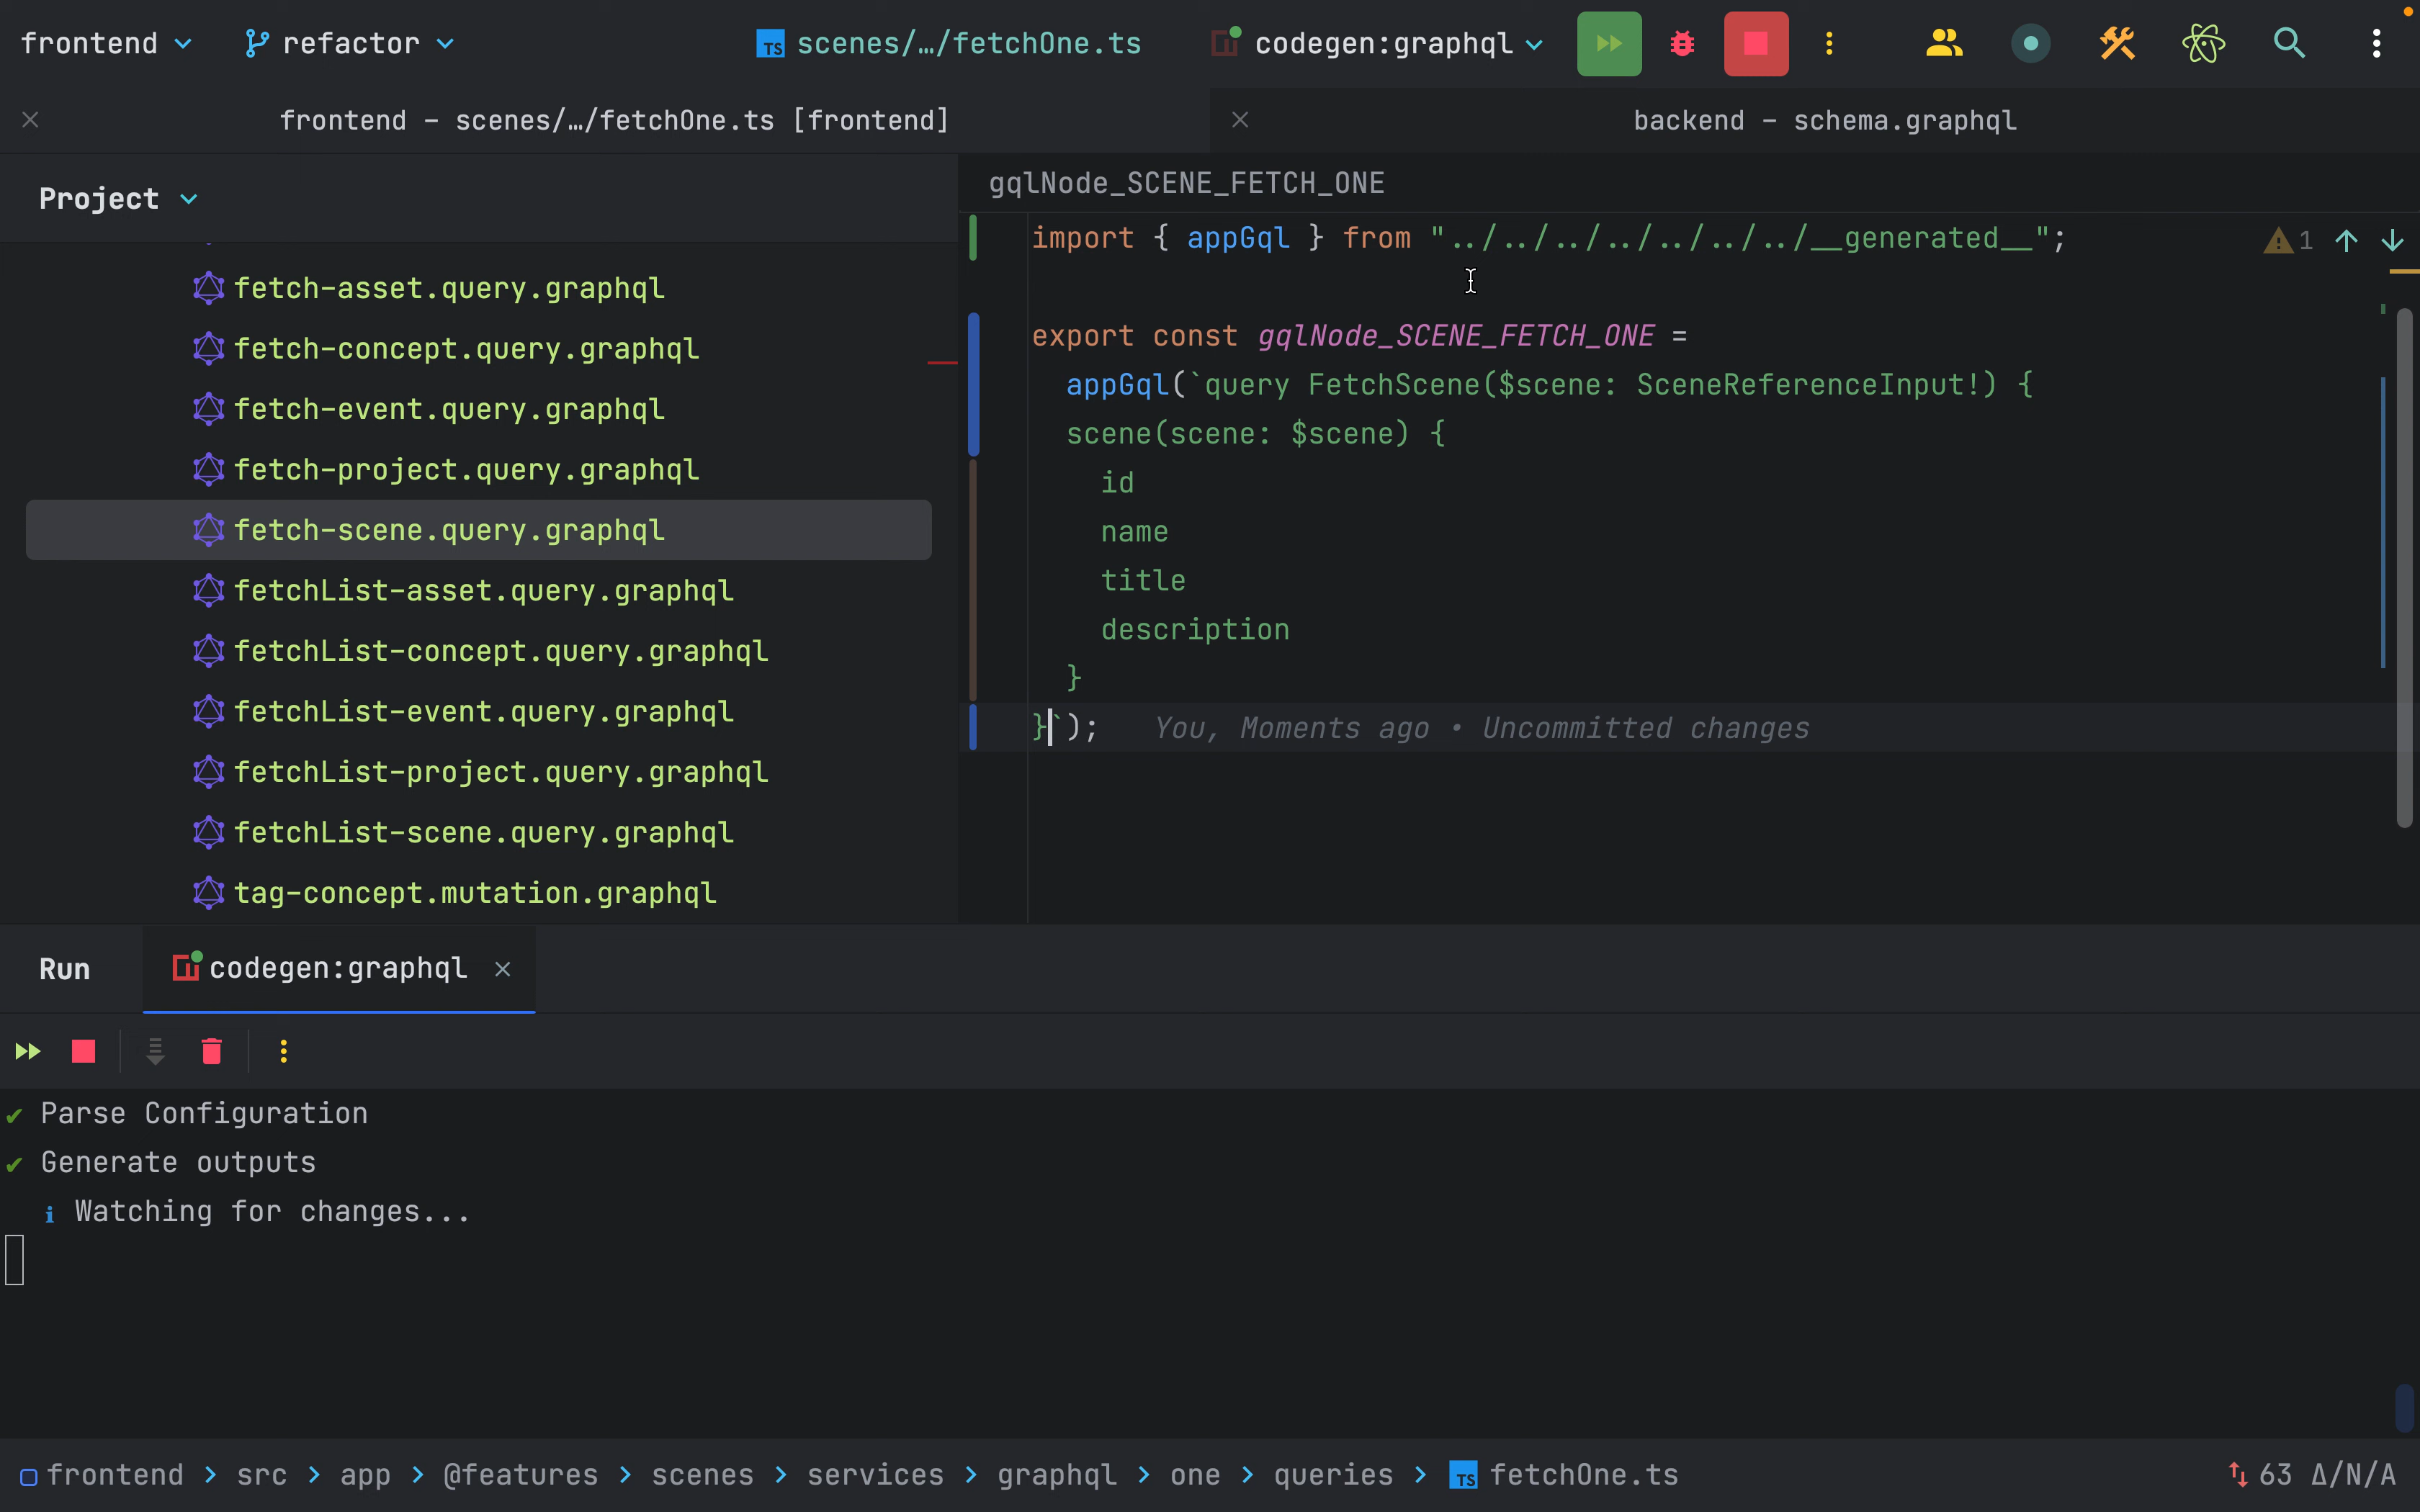 frontend refactor TS scenes/…/fetchOne.ts codegen:graphql
frontend – scenes/…/fetchOne.ts [frontend] backend – schema.graphql
Project
fetch-asset.query.graphql
fetch-concept.query.graphql
fetch-event.query.graphql
fetch-project.query.graphql
fetch-scene.query.graphql
fetchList-asset.query.graphql
fetchList-concept.query.graphql
fetchList-event.query.graphql
fetchList-project.query.graphql
fetchList-scene.query.graphql
tag-concept.mutation.graphql
gqlNode_SCENE_FETCH_ONE
import { appGql } from "../../../../../../../__generated__"; 1
export const gqlNode_SCENE_FETCH_ONE =
appGql(`query FetchScene($scene: SceneReferenceInput!) {
scene(scene: $scene) {
id
name
title
description
}
}`); You, Moments ago • Uncommitted changes
Run codegen:graphql
✔ Parse Configuration
✔ Generate outputs
ℹ Watching for changes...
frontend > src > app > @features > scenes > services > graphql > one > queries > TS fetchOne.ts 63 Δ/N/A